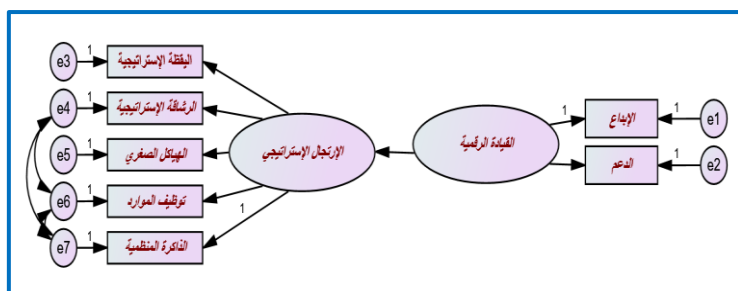 e3
1
اليقظة الإستراتيجية
e4
1
الرشاقة الإستراتيجية
e5
1
الهياكل الصغري
e6
1
توظيف الموارد
e7
1
الذاكرة المنظمية
1
الإرتجال الإستراتيجي
القيادة الرقمية
1
الإبداع
1
e1
الدعم
1
e2